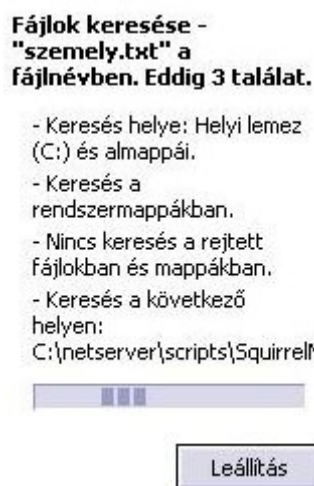 Fájlok keresése -
"szemely.txt" a
fájlnévben. Eddig 3 találat.
- Keresés helye: Helyi lemez
(C:) és almappái.
- Keresés a
rendszermappákban.
- Nincs keresés a rejtett
fájlokban és mappákban.
- Keresés a következő
helyen:
C:\netserver\scripts\SquirrelM
Leállítás